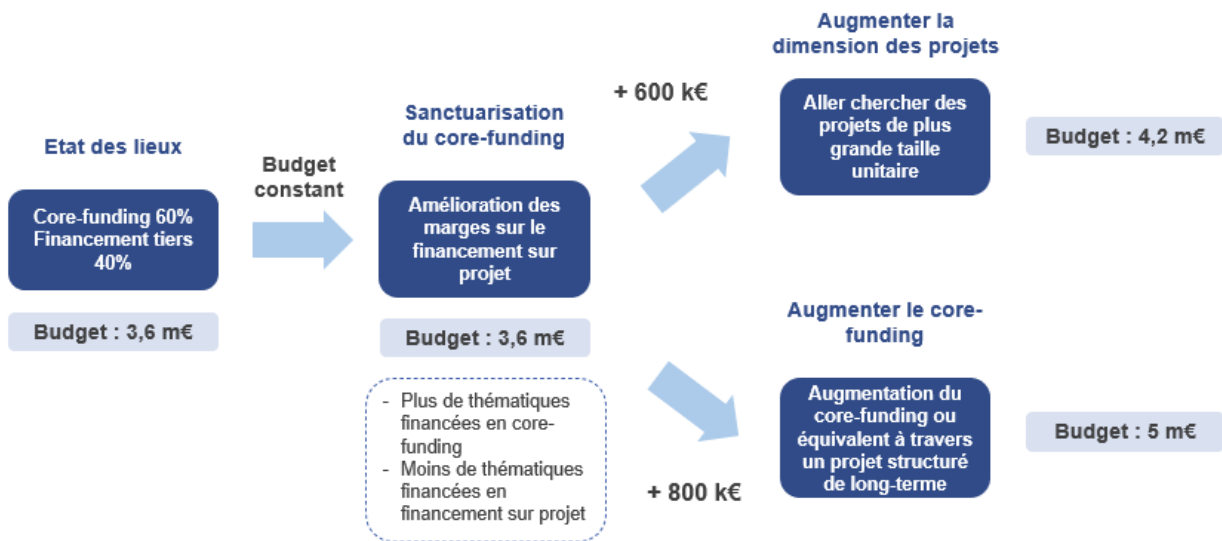 Etat des lieux
Core-funding 60%
Financement tiers
40%
Budget : 3,6 m€
Budget
constant
Sanctuarisation
du core-funding
Amélioration des
marges sur le
financement sur
projet
Budget : 3,6 m€
- Plus de thématiques
financées en core-
funding
- Moins de thématiques
financées en
financement sur projet
+ 600 k€
Augmenter la
dimension des projets
Aller chercher des
projets de plus
grande taille
unitaire
Budget : 4,2 m€
+ 800 k€
Augmenter le core-
funding
Augmentation du
core-funding ou
équivalent à travers
un projet structuré
de long-terme
Budget : 5 m€